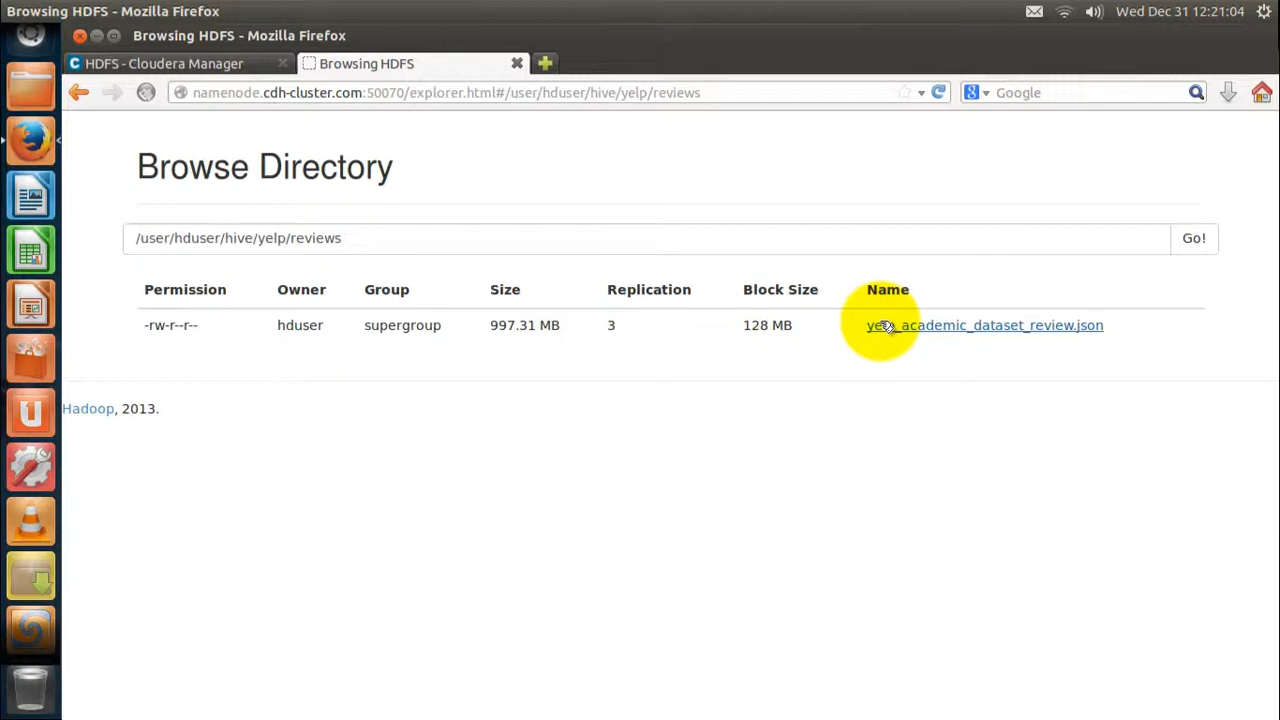 Browsing HDFS - Mozilla Firefox
Wed Dec 31 12:21:04
Browsing HDFS - Mozilla Firefox
HDFS - Cloudera Manager
Browsing HDFS
namenode.cdh-cluster.com:50070/explorer.html#/user/hduser/hive/yelp/reviews
Google
Browse Directory
/user/hduser/hive/yelp/reviews
Go!
Permission Owner Group Size Replication Block Size Name
-rw-r--r-- hduser supergroup 997.31 MB 3 128 MB yelp_academic_dataset_review.json
Hadoop, 2013.